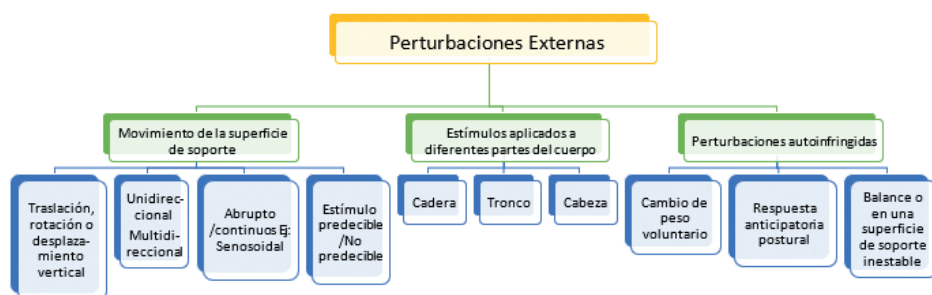 Perturbaciones Externas
Movimiento de la superficie
de soporte
Estímulos aplicados a
diferentes partes del cuerpo
Perturbaciones autoinfringidas
Traslación,
rotación o
desplaza-
miento
vertical
Unidirec-
cional
Multidi-
reccional
Abrupto
/continuos Ej:
Senosoidal
Estímulo
predecible
/No
predecible
Cadera
Tronco
Cabeza
Cambio de
peso
voluntario
Respuesta
anticipatoria
postural
Balance o
en una
superficie
de soporte
inestable